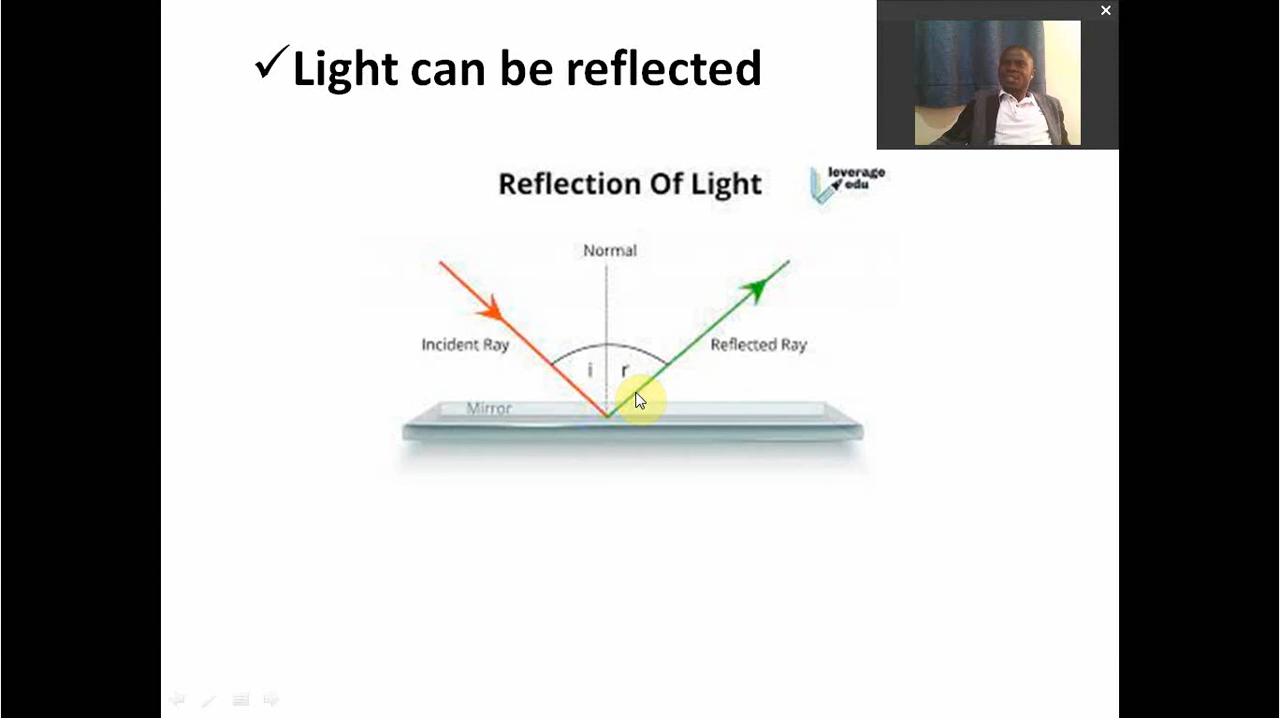 ✓Light can be reflected
Reflection Of Light
leverage
edu
Normal
Incident Ray
Reflected Ray
i
r
Mirror